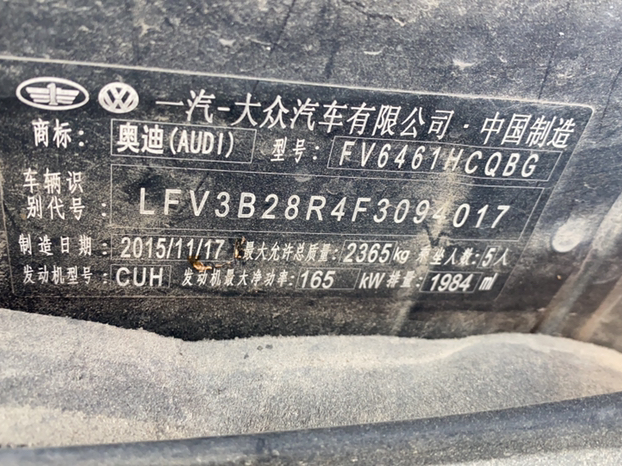 一汽-大众汽车有限公司·中国制造
商标: 奥迪(AUDI) 型号: FV6461HCQBG
车辆识
别代号: LFV3B28R4F3094017
制造日期: 2015/11/17 最大允许总质量: 2365kg 乘坐人数: 5人
发动机型号: CUH 发动机最大净功率: 165 kW 排量: 1984 ml